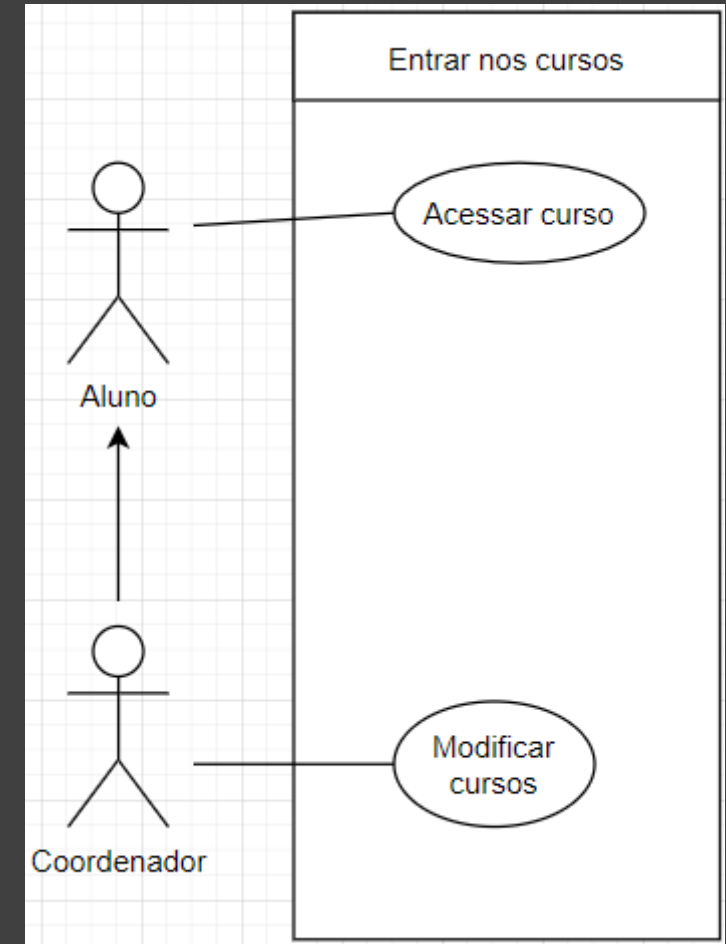 Entrar nos cursos
Acessar curso
Aluno
Modificar
cursos
Coordenador